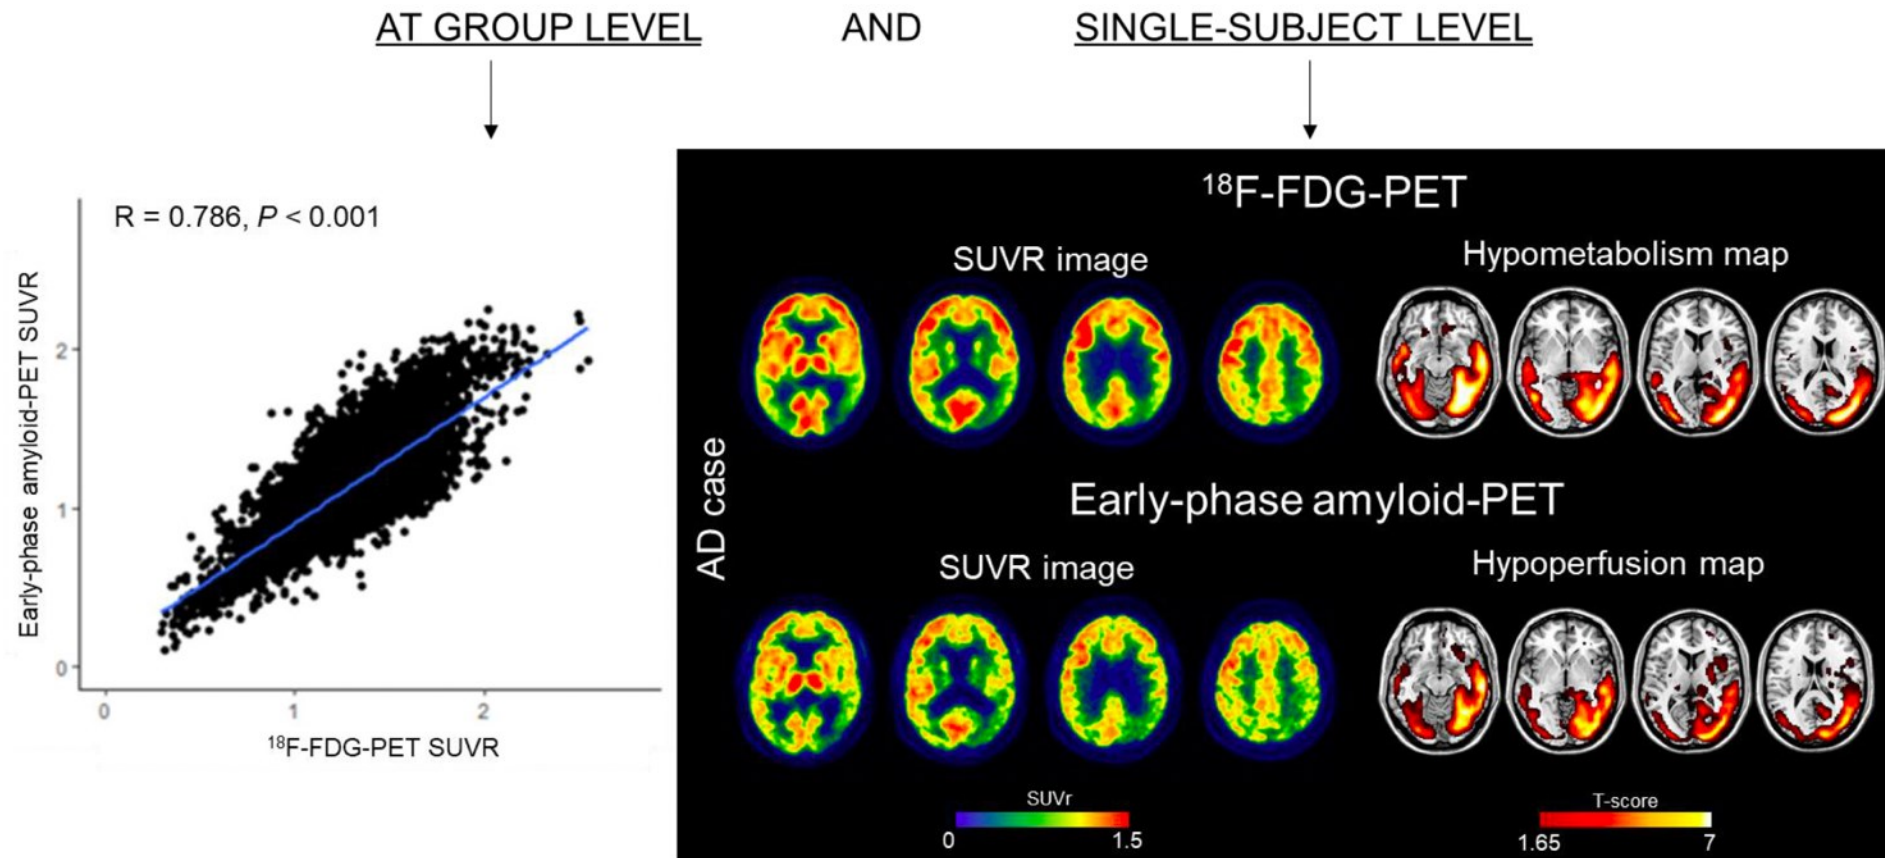 AT GROUP LEVEL AND SINGLE-SUBJECT LEVEL
R = 0.786, P < 0.001
Early-phase amyloid-PET SUVR
2
1
0
0 1 2
¹⁸F-FDG-PET SUVR
¹⁸F-FDG-PET
SUVR image
Hypometabolism map
AD case
Early-phase amyloid-PET
SUVR image
Hypoperfusion map
SUVr
0 1.5
T-score
1.65 7